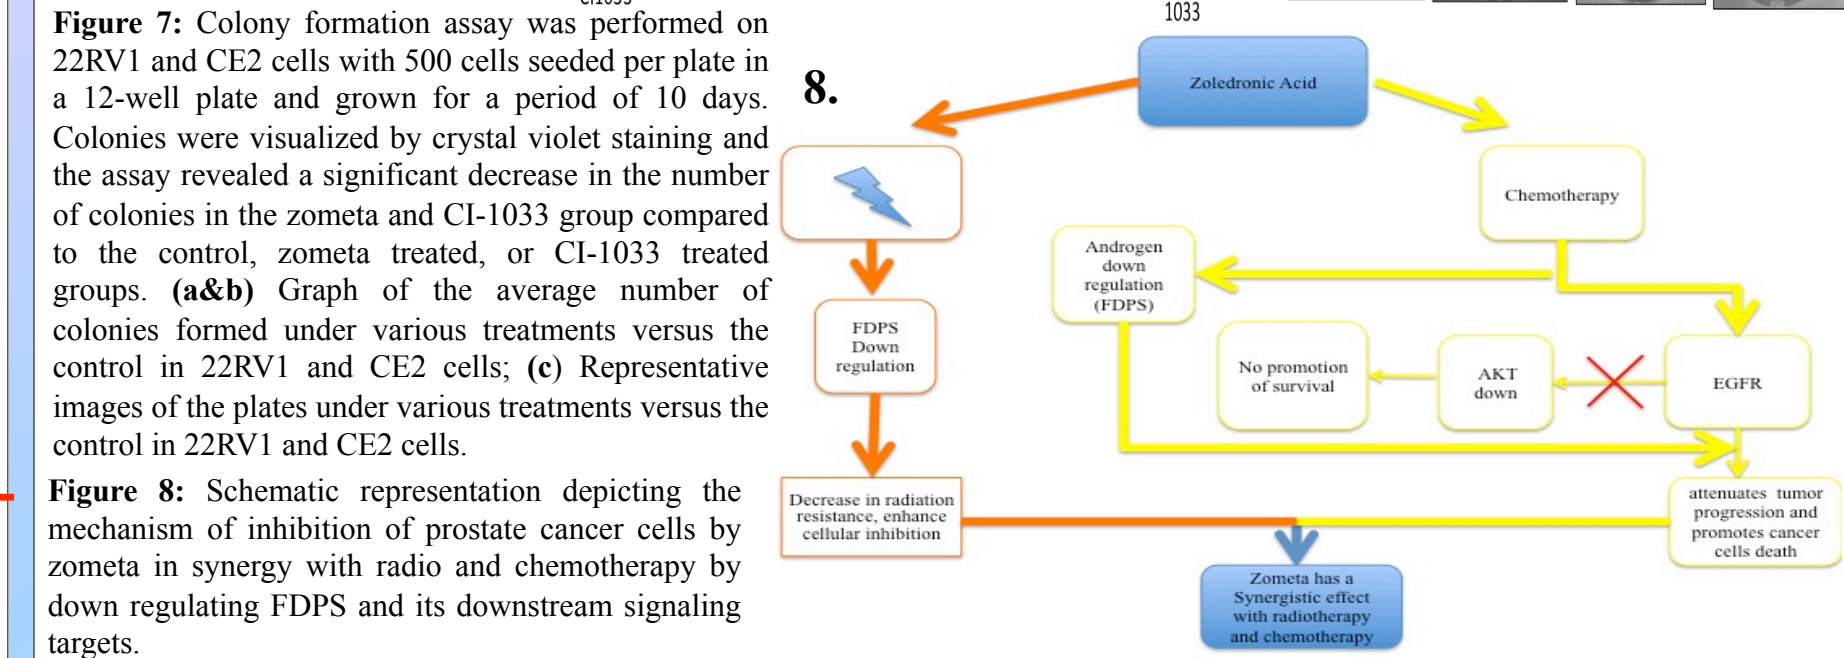 1033
Figure 7: Colony formation assay was performed on
22RV1 and CE2 cells with 500 cells seeded per plate in
a 12-well plate and grown for a period of 10 days.
Colonies were visualized by crystal violet staining and
the assay revealed a significant decrease in the number
of colonies in the zometa and CI-1033 group compared
to the control, zometa treated, or CI-1033 treated
groups. (a&b) Graph of the average number of
colonies formed under various treatments versus the
control in 22RV1 and CE2 cells; (c) Representative
images of the plates under various treatments versus the
control in 22RV1 and CE2 cells.
Figure 8: Schematic representation depicting the
mechanism of inhibition of prostate cancer cells by
zometa in synergy with radio and chemotherapy by
down regulating FDPS and its downstream signaling
targets.
8.
Zoledronic Acid
Chemotherapy
Androgen
down
regulation
(FDPS)
FDPS
Down
regulation
No promotion
of survival
AKT
down
EGFR
Decrease in radiation
resistance, enhance
cellular inhibition
attenuates tumor
progression and
promotes cancer
cells death
Zometa has a
Synergistic effect
with radiotherapy
and chemotherapy